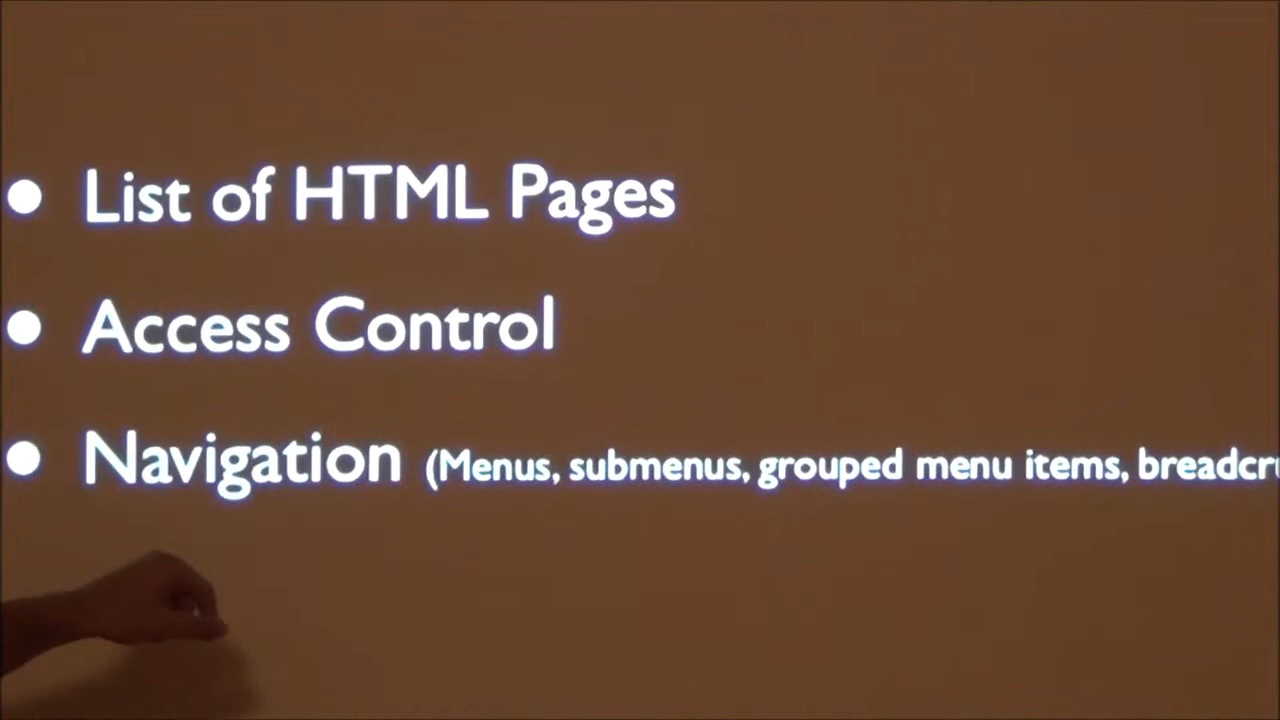 • List of HTML Pages
• Access Control
• Navigation (Menus, submenus, grouped menu items,